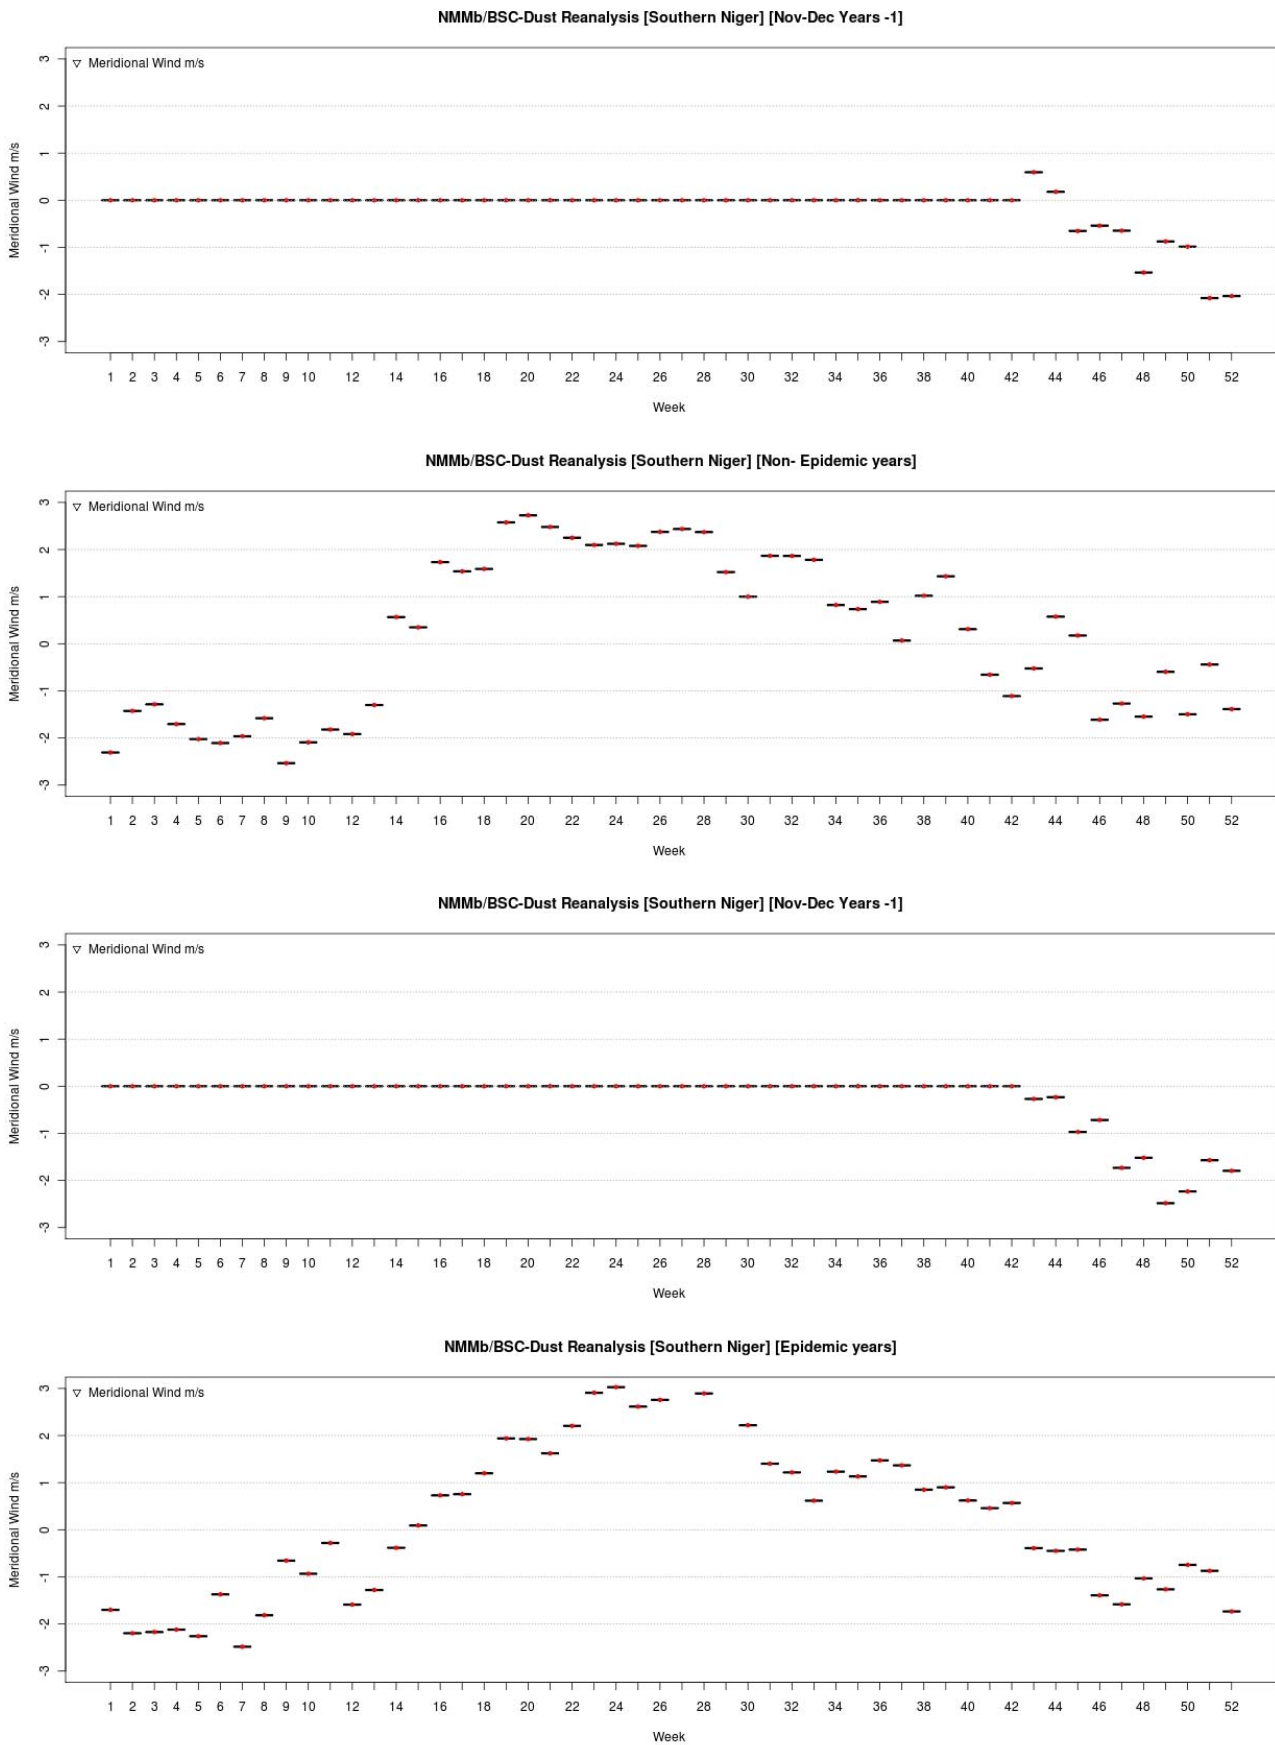 NMMb/BSC-Dust Reanalysis [Southern Niger] [Nov-Dec Years -1]
▽ Meridional Wind m/s
Meridional Wind m/s
3
2
1
0
-1
-2
-3
1 2 3 4 5 6 7 8 9 10 12 14 16 18 20 22 24 26 28 30 32 34 36 38 40 42 44 46 48 50 52
Week
NMMb/BSC-Dust Reanalysis [Southern Niger] [Non- Epidemic years]
▽ Meridional Wind m/s
Meridional Wind m/s
3
2
1
0
-1
-2
-3
1 2 3 4 5 6 7 8 9 10 12 14 16 18 20 22 24 26 28 30 32 34 36 38 40 42 44 46 48 50 52
Week
NMMb/BSC-Dust Reanalysis [Southern Niger] [Nov-Dec Years -1]
▽ Meridional Wind m/s
Meridional Wind m/s
3
2
1
0
-1
-2
-3
1 2 3 4 5 6 7 8 9 10 12 14 16 18 20 22 24 26 28 30 32 34 36 38 40 42 44 46 48 50 52
Week
NMMb/BSC-Dust Reanalysis [Southern Niger] [Epidemic years]
▽ Meridional Wind m/s
Meridional Wind m/s
3
2
1
0
-1
-2
-3
1 2 3 4 5 6 7 8 9 10 12 14 16 18 20 22 24 26 28 30 32 34 36 38 40 42 44 46 48 50 52
Week